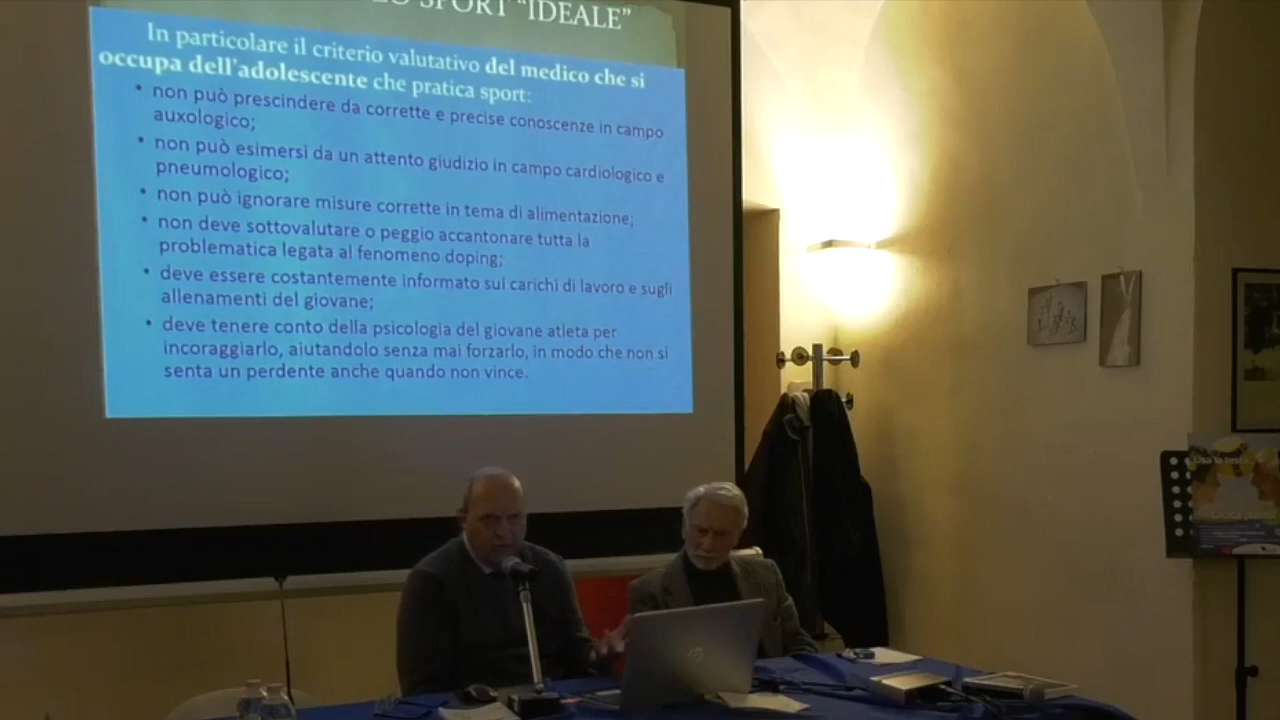 LO SPORT "IDEALE"
In particolare il criterio valutativo del medico che si
occupa dell'adolescente che pratica sport:
• non può prescindere da corrette e precise conoscenze in campo
auxologico;
• non può esimersi da un attento giudizio in campo cardiologico e
pneumologico;
• non può ignorare misure corrette in tema di alimentazione;
• non deve sottovalutare o peggio accantonare tutta la
problematica legata al fenomeno doping;
• deve essere costantemente informato sui carichi di lavoro e sugli
allenamenti del giovane;
• deve tenere conto della psicologia del giovane atleta per
incoraggiarlo, aiutandolo senza mai forzarlo, in modo che non si
senta un perdente anche quando non vince.
hp